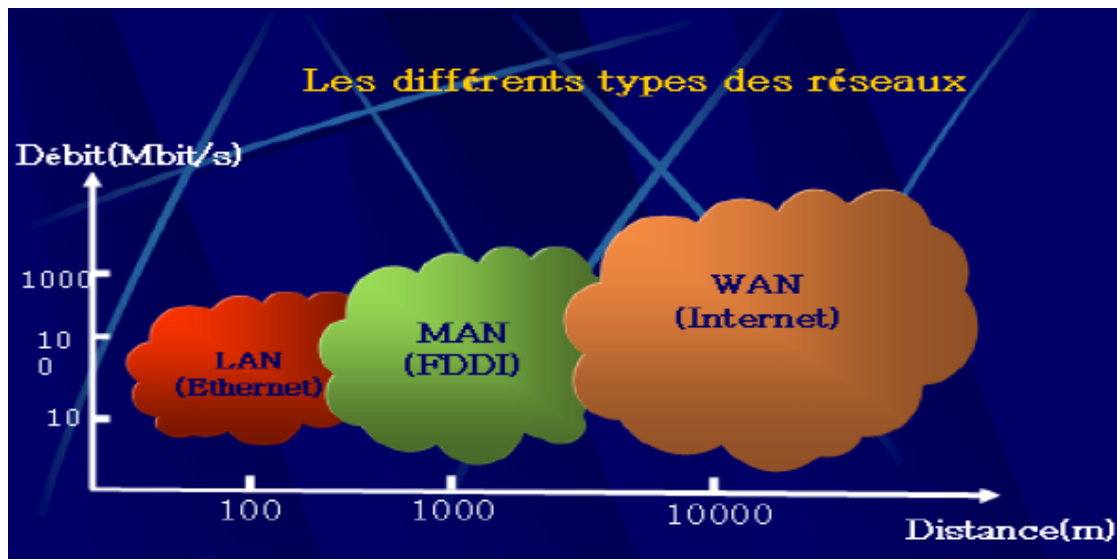 Les différents types des réseaux
Débit(Mbit/s)
1000
10
0
10
LAN
(Ethernet)
MAN
(FDDI)
WAN
(Internet)
100
1000
10000
Distance(m)